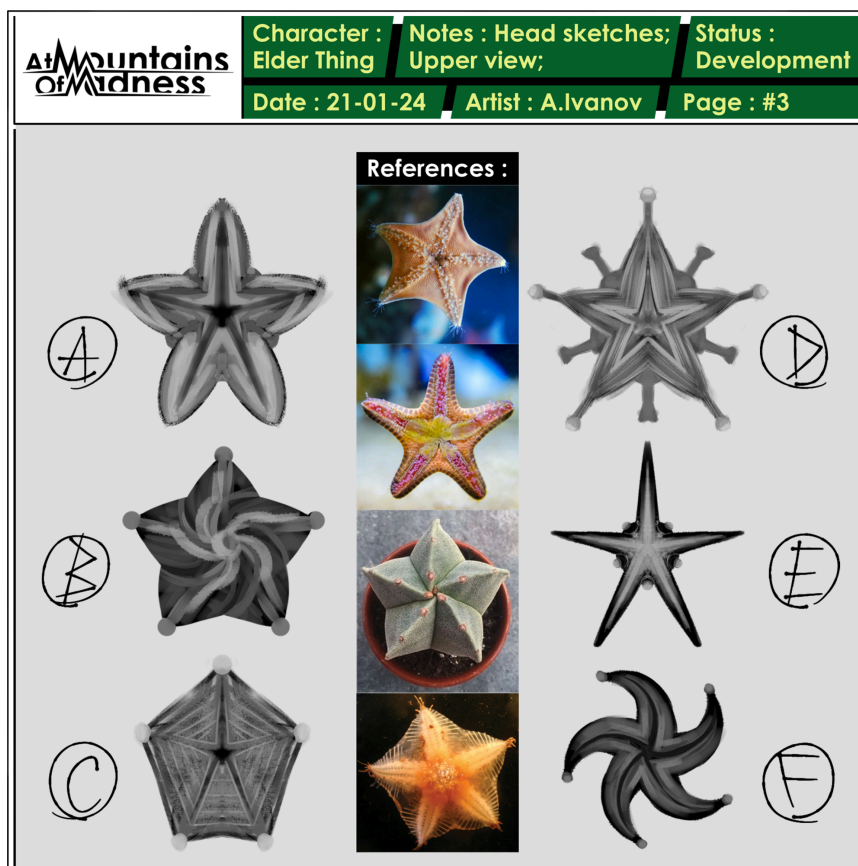 At Mountains
Of Madness
Character :
Elder Thing
Notes : Head sketches;
Upper view;
Status :
Development
Date : 21-01-24
Artist : A.Ivanov
Page : #3
References :
A
D
B
E
C
F